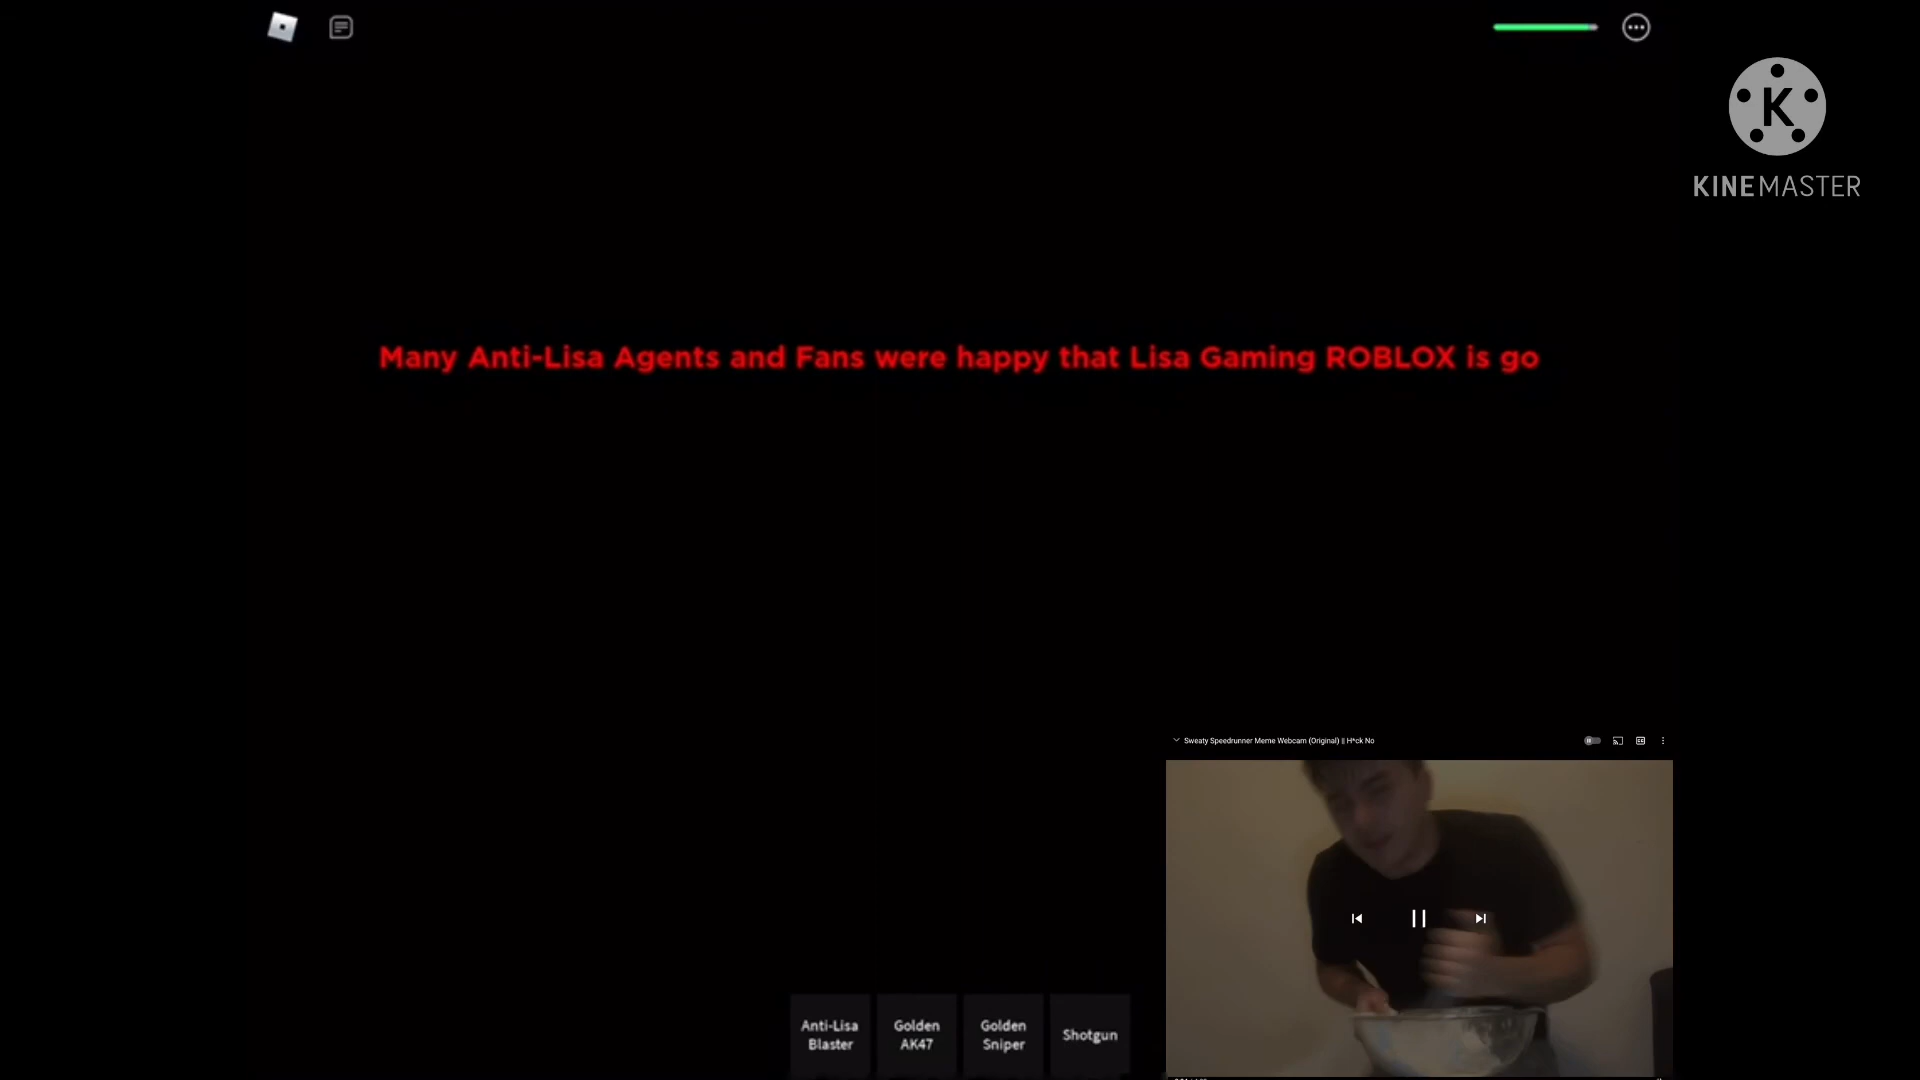 KINEMASTER
Many Anti-Lisa Agents and Fans were happy that Lisa Gaming ROBLOX is go
Sweaty Speedrunner Meme Webcam (Original) || H*ck No
Anti-Lisa Blaster
Golden AK47
Golden Sniper
Shotgun